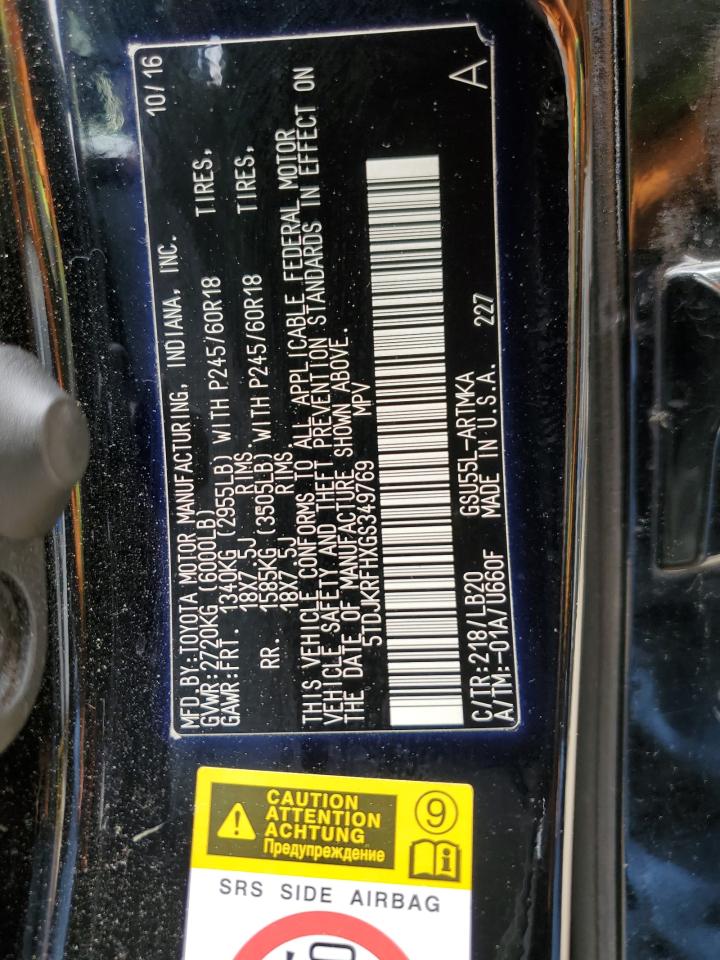 MFD.BY:TOYOTA MOTOR MANUFACTURING, INDIANA, INC. 10/16
GVWR:2720KG (6000LB)
GAWR:FRT. 1340KG (2955LB) WITH P245/60R18 TIRES,
18X7.5J RIMS.
RR. 1585KG (3505LB) WITH P245/60R18 TIRES,
18X7.5J RIMS.
THIS VEHICLE CONFORMS TO ALL APPLICABLE FEDERAL MOTOR
VEHICLE SAFETY AND THEFT PREVENTION STANDARDS IN EFFECT ON
THE DATE OF MANUFACTURE SHOWN ABOVE.
5TDJKRFHXGS349769 MPV
C/TR:218/LB20 GSU55L-ARTMKA 227 A
A/TM:-01A/U660F MADE IN U.S.A.
CAUTION
ATTENTION
ACHTUNG
Предупреждение
9
i
SRS SIDE AIRBAG